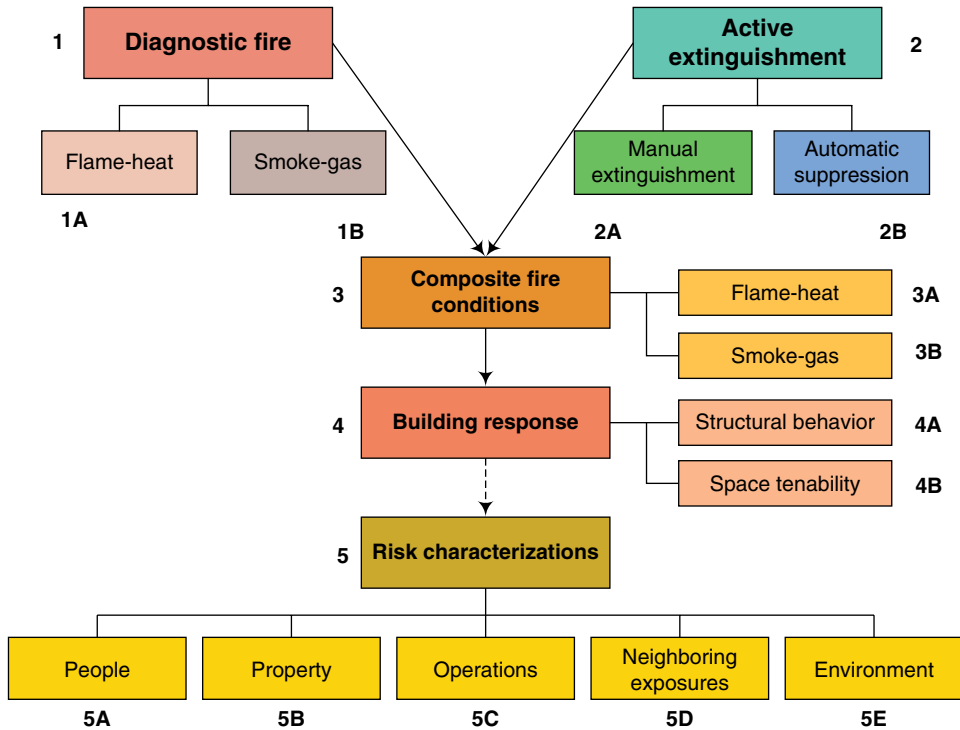 1
Diagnostic fire
Active
extinguishment
2
Flame-heat
Smoke-gas
Manual
extinguishment
Automatic
suppression
1A
1B
2A
2B
3
Composite fire
conditions
Flame-heat
3A
Smoke-gas
3B
4
Building response
Structural behavior
4A
Space tenability
4B
5
Risk characterizations
People
Property
Operations
Neighboring
exposures
Environment
5A
5B
5C
5D
5E